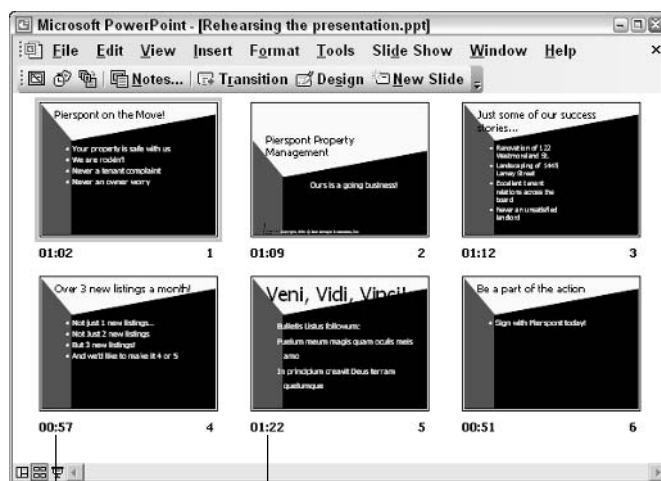 Microsoft PowerPoint - [Rehearsing the presentation.ppt]
File Edit View Insert Format Tools Slide Show Window Help
Notes... Transition Design New Slide
Pierspont on the Move!
• Your property is safe with us
• We are rockin'!
• Never a tenant complaint
• Never an owner worry
01:02 1
Pierspont Property
Management
Ours is a going business!
01:09 2
Just some of our success
stories...
• Renovation of 122
Westmoreland St.
• Landscaping of 1445
Lamey Street
• Excellent tenant
relations across the
board
• Never an unsatisfied
landlord
01:12 3
Over 3 new listings a month!
• Not just 1 new listings...
• Not Just 2 new listings
• But 3 new listings!
• And we'd like to make it 4 or 5
00:57 4
Veni, Vidi, Vinci!
Bulletis Listus followum:
Puelum meum magis quam oculis meis
amo
In principium creavit Deus terram
quelumque
01:22 5
Be a part of the action
• Sign with Pierspont today!
00:51 6